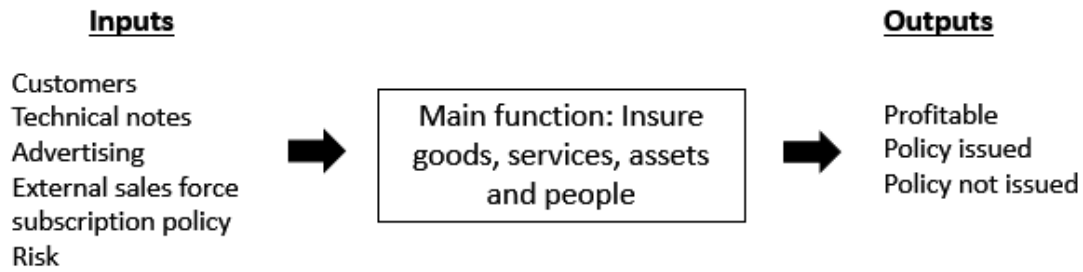 Inputs
Customers
Technical notes
Advertising
External sales force
subscription policy
Risk
Main function: Insure
goods, services, assets
and people
Outputs
Profitable
Policy issued
Policy not issued